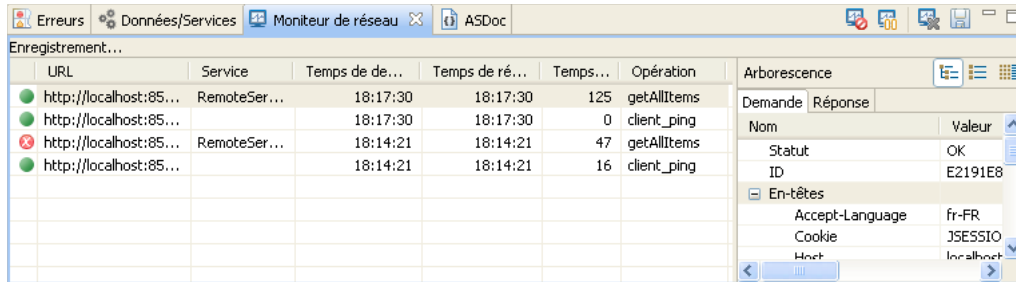 Erreurs Données/Services Moniteur de réseau ASDoc
Enregistrement...
URL Service Temps de de... Temps de ré... Temps... Opération
http://localhost:85... RemoteSer... 18:17:30 18:17:30 125 getAllItems
http://localhost:85... 18:17:30 18:17:30 0 client_ping
http://localhost:85... RemoteSer... 18:14:21 18:14:21 47 getAllItems
http://localhost:85... 18:14:21 18:14:21 16 client_ping
Arborescence
Demande Réponse
Nom Valeur
Statut OK
ID E2191E8
En-têtes
Accept-Language fr-FR
Cookie JSESSIO
Host localhost